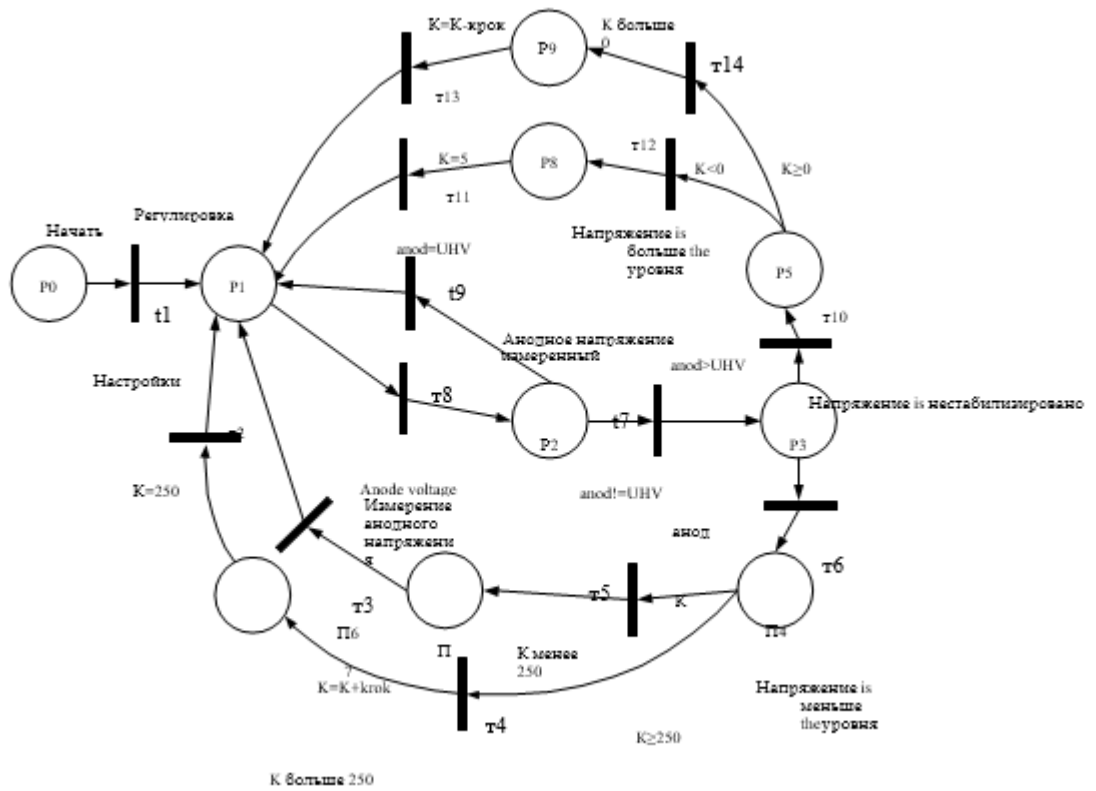 K=K-крок
P9
K больше
0
т14
т13
т12
K=5
P8
K<0
K≥0
т11
Регулировка
Начать
anod=UHV
Напряжение is
больше the
уровня
P0
P1
t1
t9
P5
т10
Анодное напряжение
измеренный
anod>UHV
Настройки
т8
Напряжение is нестабилизировано
t7
P2
P3
т2
K=250
Anode voltage
Измерение
анодного
напряжени
я
anod!=UHV
анод
т6
т5
K
т3
П6
П
П4
K менее
250
7
K=K+krok
т4
Напряжение is
меньше
theуровня
K≥250
K больше 250